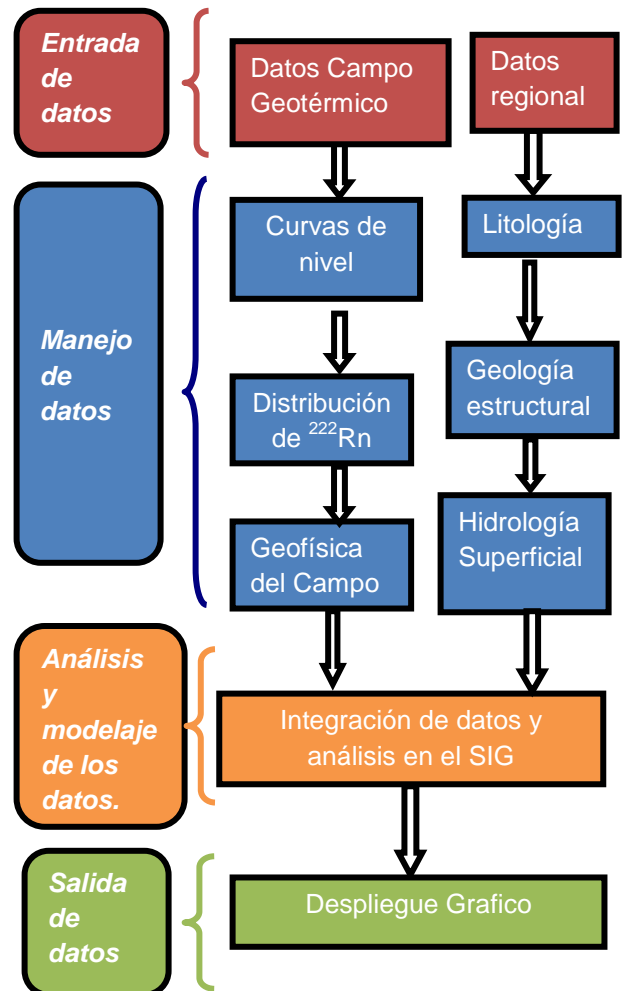 Entrada
de
datos
Datos Campo
Geotérmico
Datos
regional
Manejo
de
datos
Curvas de
nivel
Litología
Distribución
de ²²²Rn
Geología
estructural
Geofísica
del Campo
Hidrología
Superficial
Análisis
y
modelaje
de los
datos.
Integración de datos y
análisis en el SIG
Salida
de
datos
Despliegue Grafico